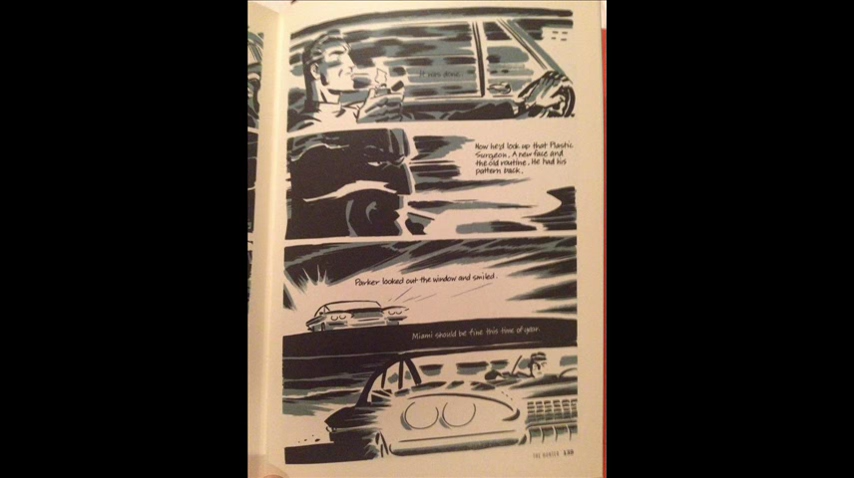 It was done.
Now he'd look up that Plastic
Surgeon. A new face and
the old routine. He had his
pattern back.
Parker looked out the window and smiled.
Miami should be fine this time of year.
THE HUNTER